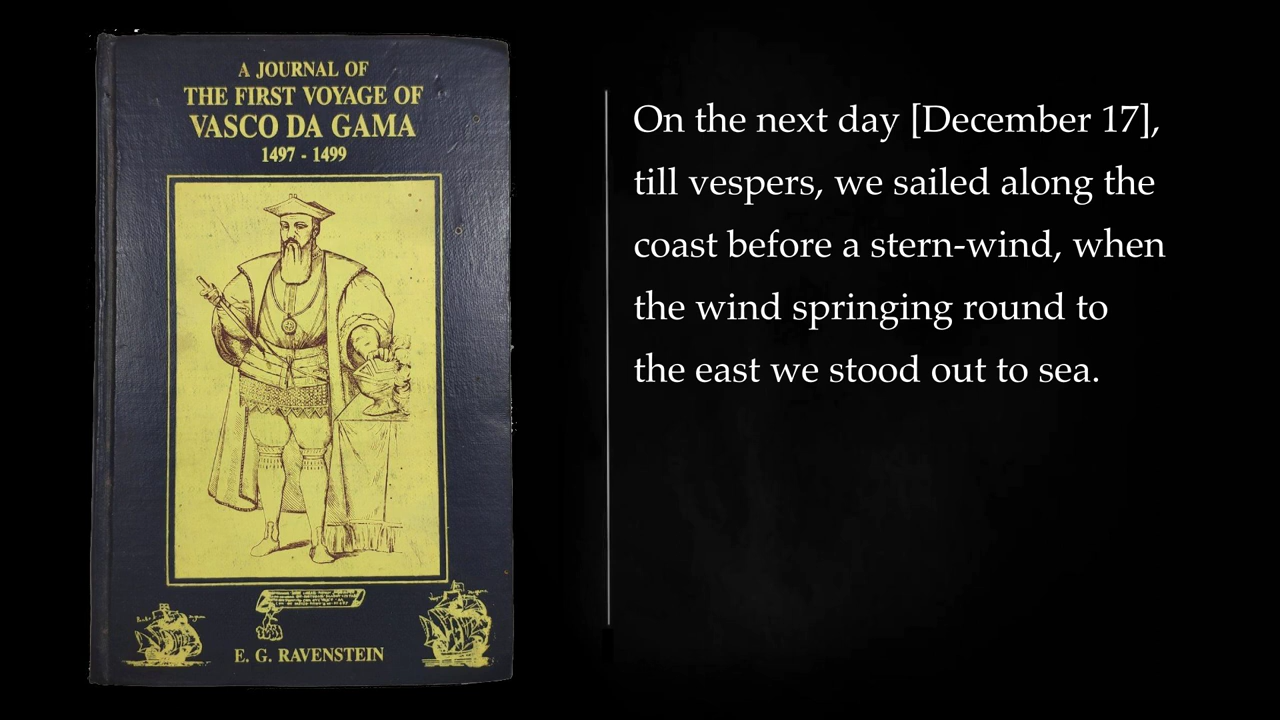 A JOURNAL OF
THE FIRST VOYAGE OF
VASCO DA GAMA
1497 - 1499
E. G. RAVENSTEIN
On the next day [December 17],
till vespers, we sailed along the
coast before a stern-wind, when
the wind springing round to
the east we stood out to sea.